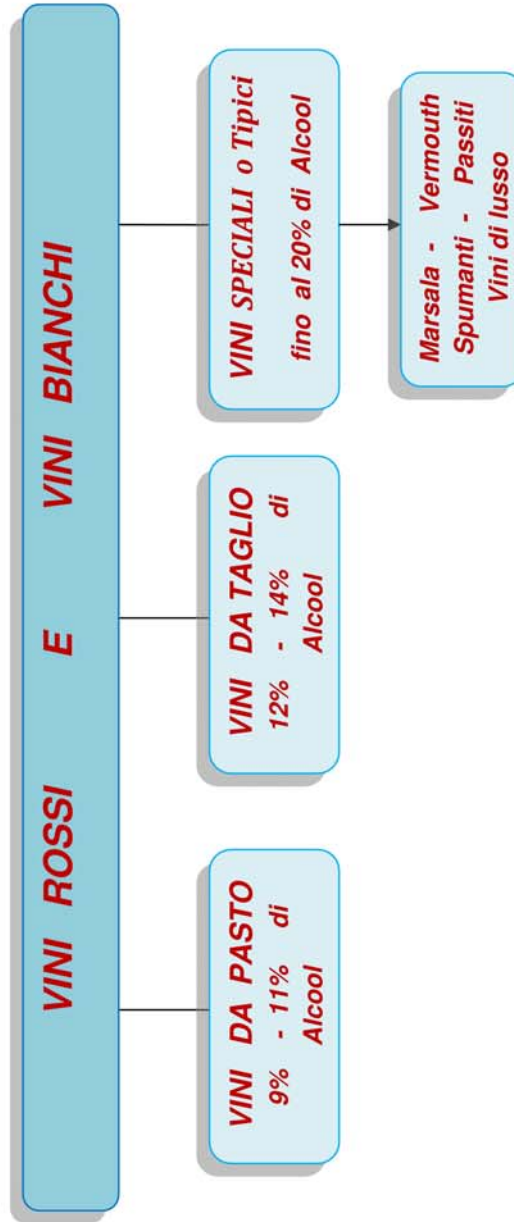 VINI ROSSI E VINI BIANCHI
VINI DA PASTO
9% - 11% di
Alcool
VINI DA TAGLIO
12% - 14% di
Alcool
VINI SPECIALI o Tipici
fino al 20% di Alcool
Marsala - Vermouth
Spumanti - Passiti
Vini di lusso